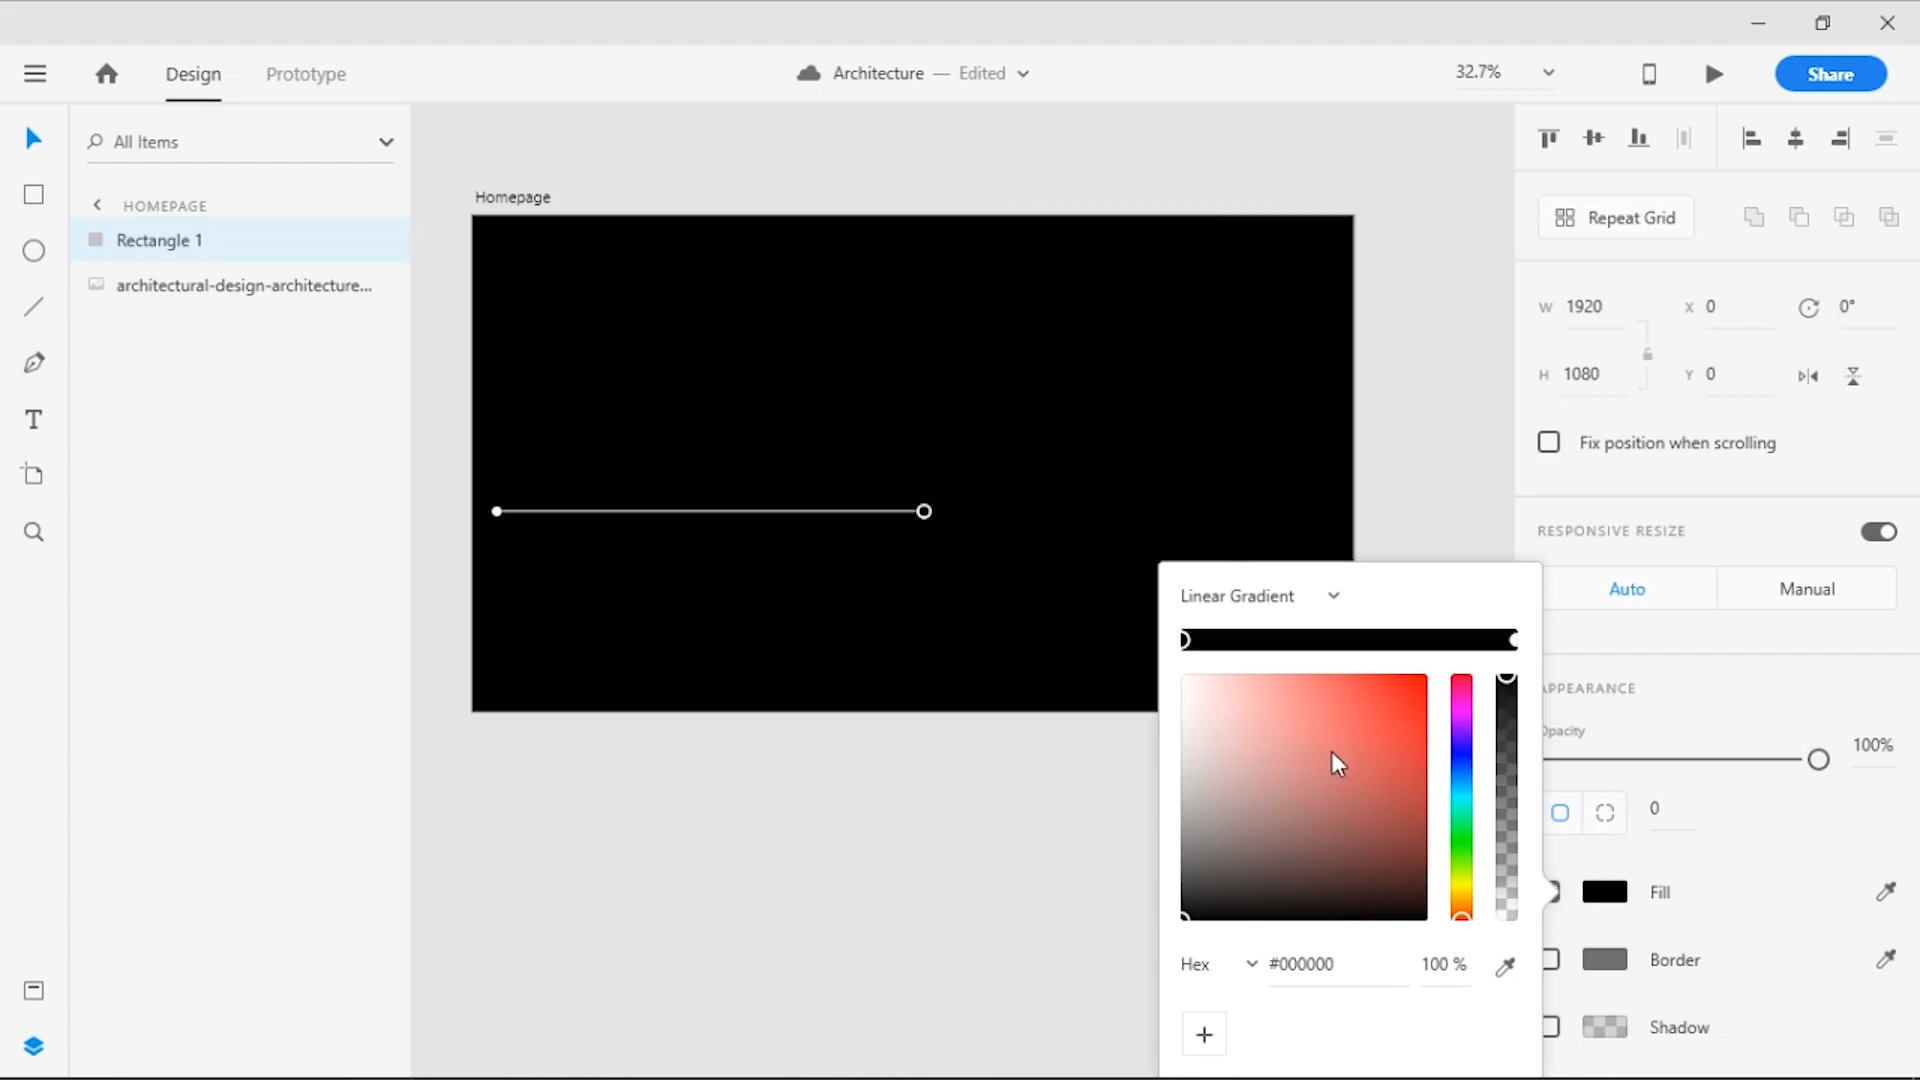 Design
Prototype
Architecture — Edited
32.7%
Share
All Items
HOMEPAGE
Rectangle 1
architectural-design-architecture...
Homepage
Repeat Grid
W 1920
X 0
0°
H 1080
Y 0
Fix position when scrolling
RESPONSIVE RESIZE
Auto
Manual
Linear Gradient
APPEARANCE
Opacity
100%
0
Fill
Hex
#000000
100 %
Border
+
Shadow